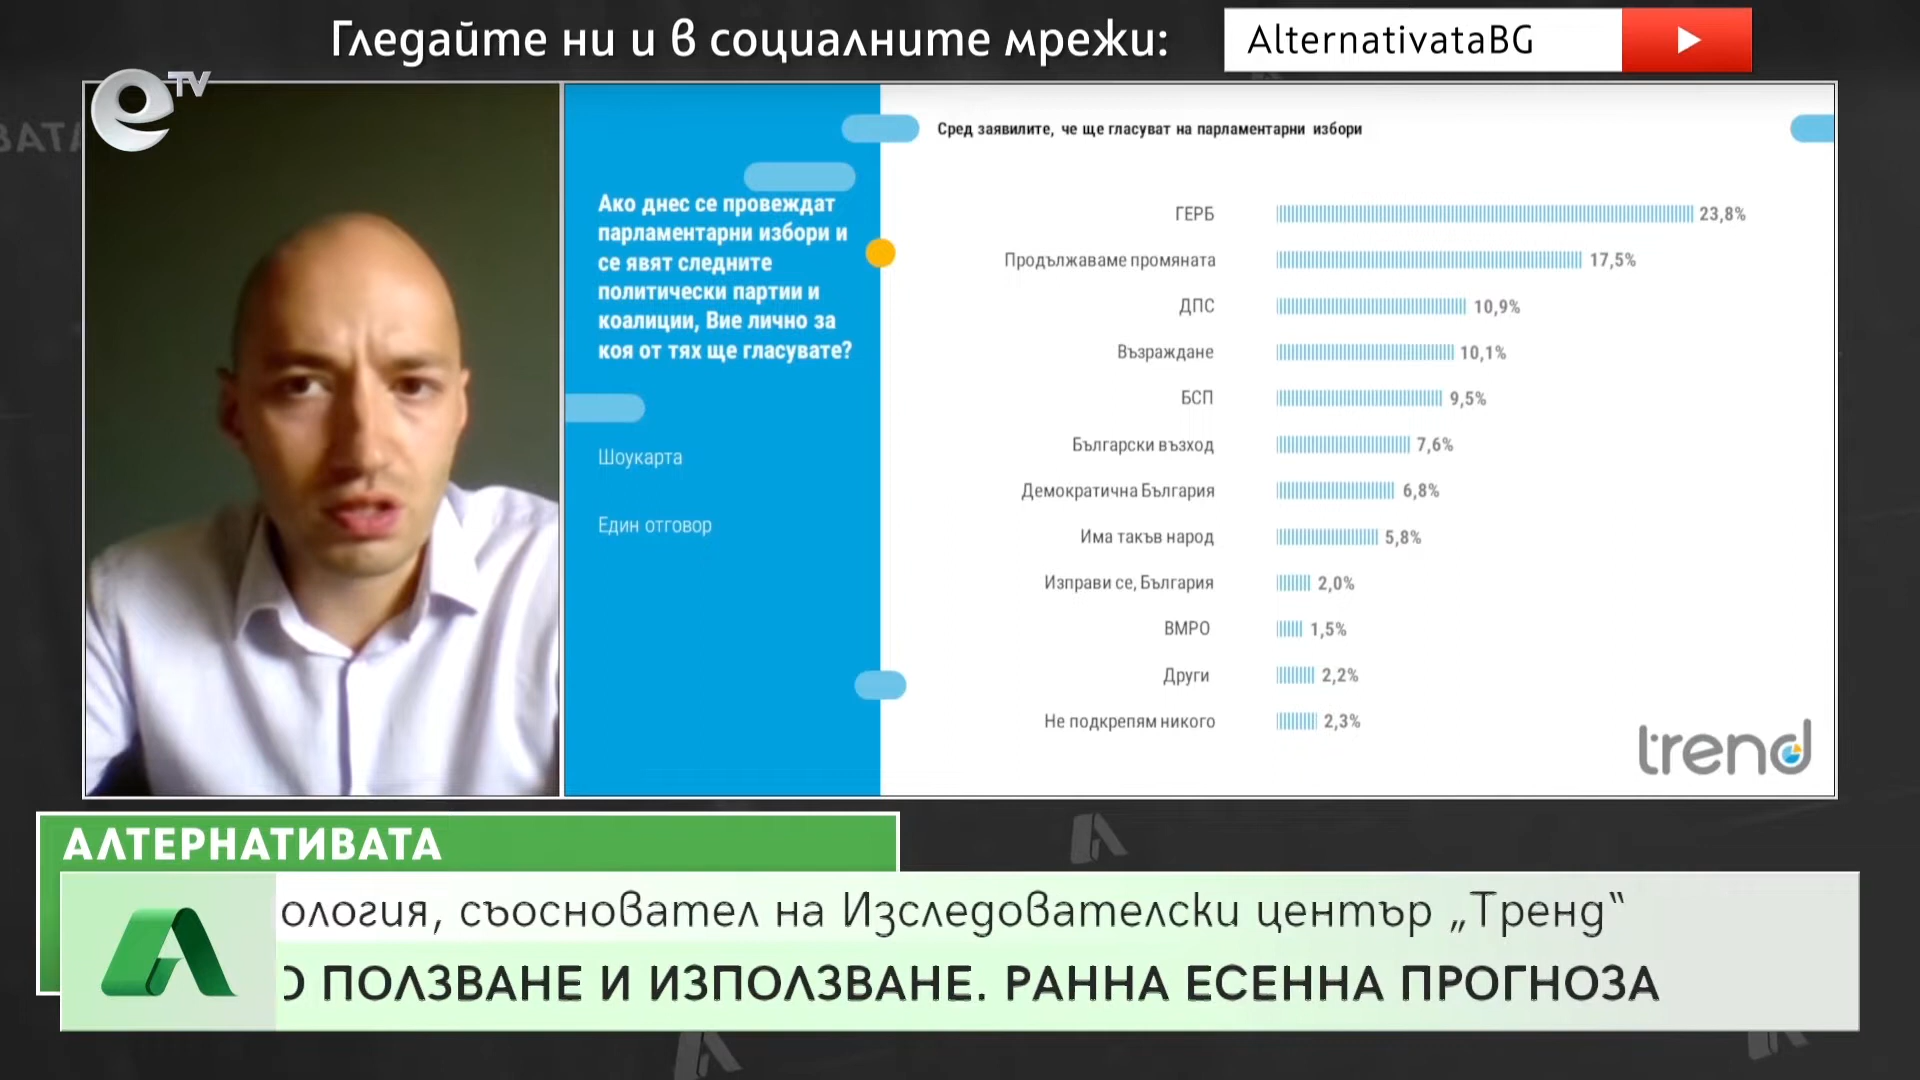 Гледайте ни и в социалните мрежи:
AlternativataBG
eTV
Ако днес се провеждат
парламентарни избори и
се явят следните
политически партии и
коалиции, Вие лично за
коя от тях ще гласувате?
Шоукарта
Един отговор
Сред заявилите, че ще гласуват на парламентарни избори
ГЕРБ 23,8%
Продължаваме промяната 17,5%
ДПС 10,9%
Възраждане 10,1%
БСП 9,5%
Български възход 7,6%
Демократична България 6,8%
Има такъв народ 5,8%
Изправи се, България 2,0%
ВМРО 1,5%
Други 2,2%
Не подкрепям никого 2,3%
trend
АЛТЕРНАТИВАТА
ология, съосновател на Изследователски център „Тренд“
О ПОЛЗВАНЕ И ИЗПОЛЗВАНЕ. РАННА ЕСЕННА ПРОГНОЗА